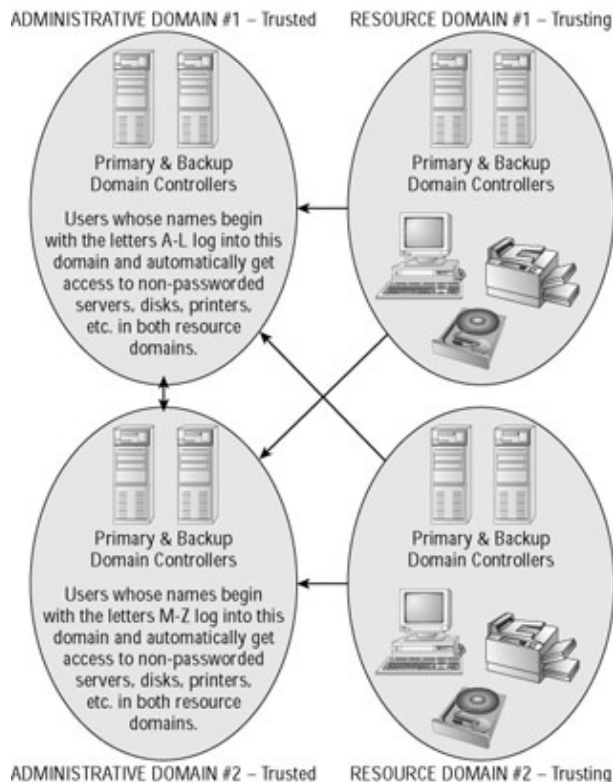 ADMINISTRATIVE DOMAIN #1 – Trusted
RESOURCE DOMAIN #1 – Trusting
Primary & Backup
Domain Controllers
Users whose names begin
with the letters A-L log into this
domain and automatically get
access to non-passworded
servers, disks, printers,
etc. in both resource
domains.
Primary & Backup
Domain Controllers
Primary & Backup
Domain Controllers
Users whose names begin
with the letters M-Z log into this
domain and automatically get
access to non-passworded
servers, disks, printers,
etc. in both resource
domains.
Primary & Backup
Domain Controllers
ADMINISTRATIVE DOMAIN #2 – Trusted
RESOURCE DOMAIN #2 – Trusting